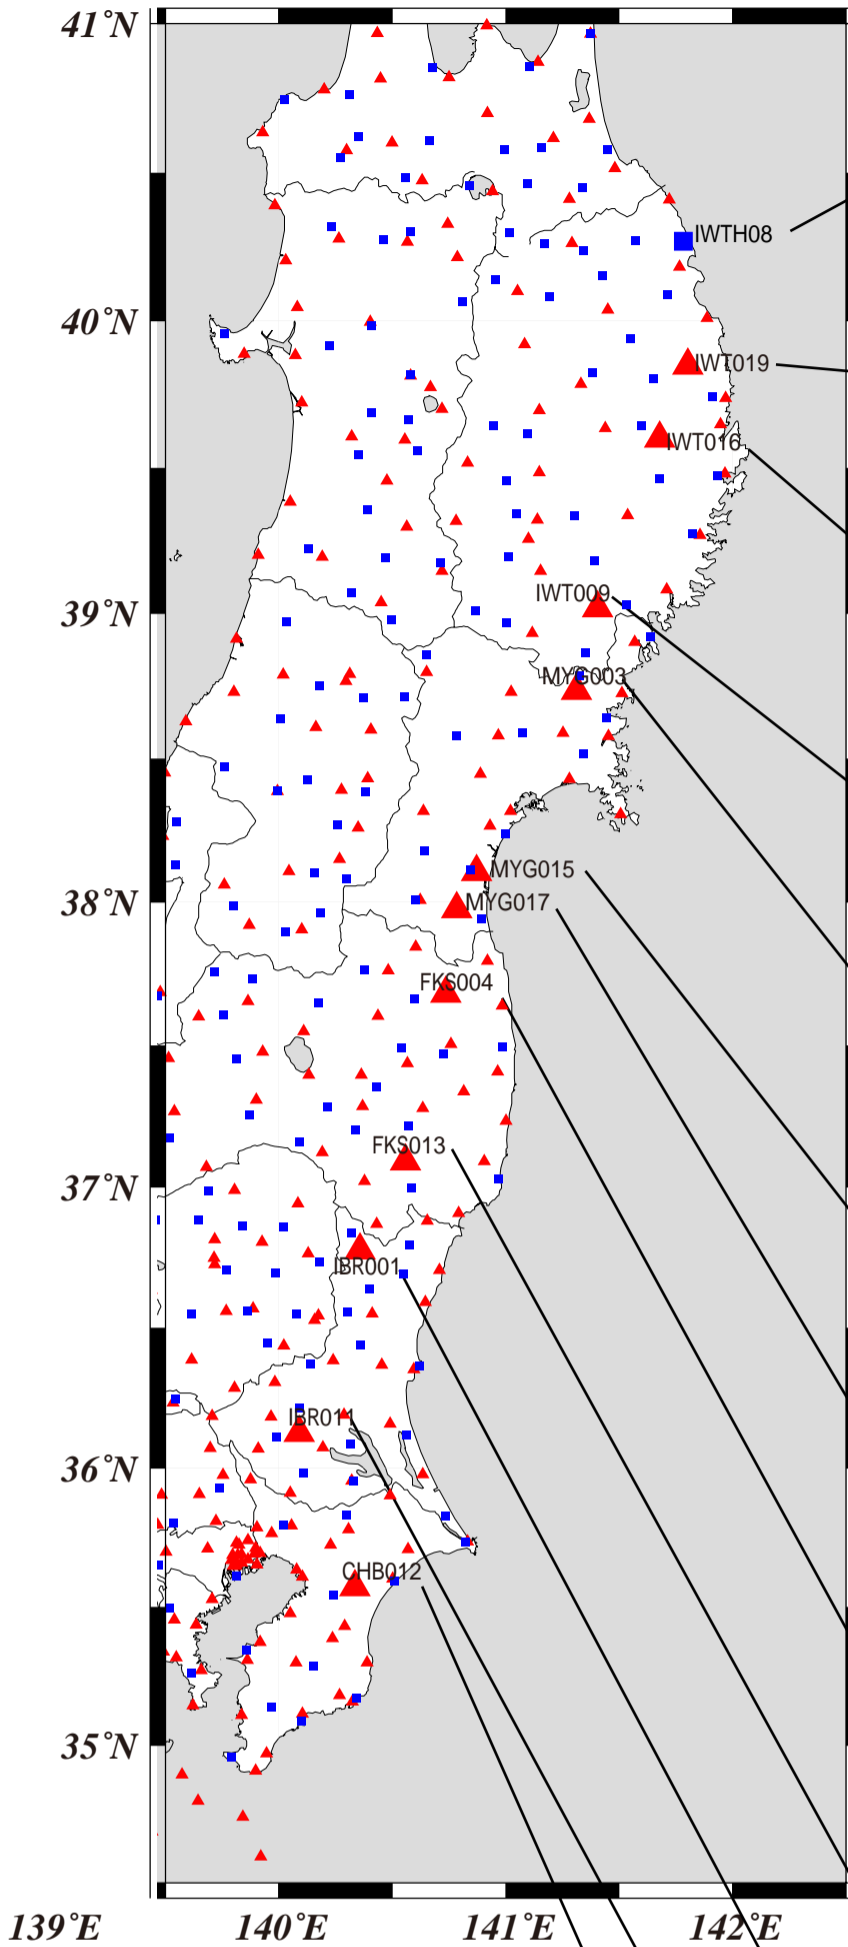 41°N
IWTH08
40°N
IWT019
IWT016
IWT009
39°N
MYG003
MYG015
38°N
MYG017
FKS004
FKS013
37°N
IBR001
IBR011
36°N
CHB012
35°N
139°E 140°E 141°E 142°E